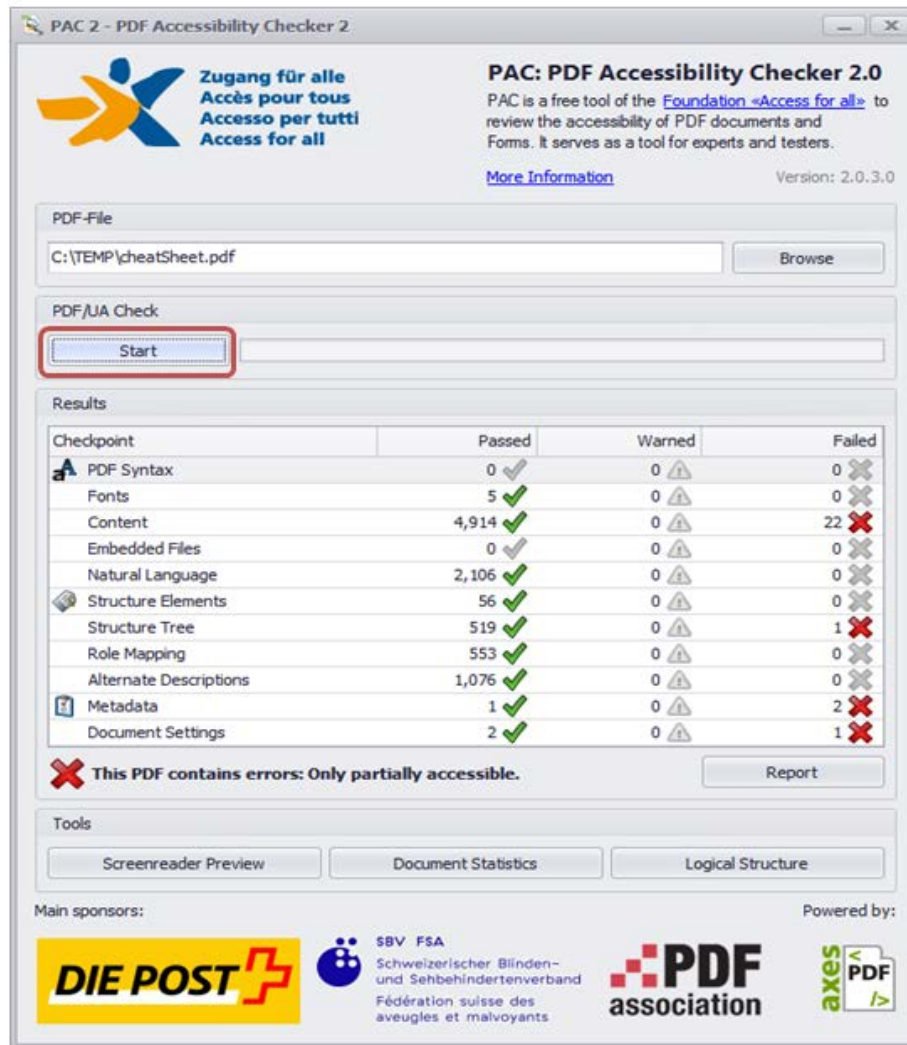 PAC 2 - PDF Accessibility Checker 2
Zugang für alle
Accès pour tous
Accesso per tutti
Access for all
PAC: PDF Accessibility Checker 2.0
PAC is a free tool of the Foundation «Access for all» to
review the accessibility of PDF documents and
Forms. It serves as a tool for experts and testers.
More Information Version: 2.0.3.0
PDF-File
C:\TEMP\cheatSheet.pdf Browse
PDF/UA Check
Start
Results
Checkpoint Passed Warned Failed
PDF Syntax 0 0 0
Fonts 5 0 0
Content 4,914 0 22
Embedded Files 0 0 0
Natural Language 2,106 0 0
Structure Elements 56 0 0
Structure Tree 519 0 1
Role Mapping 553 0 0
Alternate Descriptions 1,076 0 0
Metadata 1 0 2
Document Settings 2 0 1
This PDF contains errors: Only partially accessible. Report
Tools
Screenreader Preview Document Statistics Logical Structure
Main sponsors: Powered by:
DIE POST
SBV FSA
Schweizerischer Blinden-
und Sehbehindertenverband
Fédération suisse des
aveugles et malvoyants
PDF
association
axes
<
PDF
/>